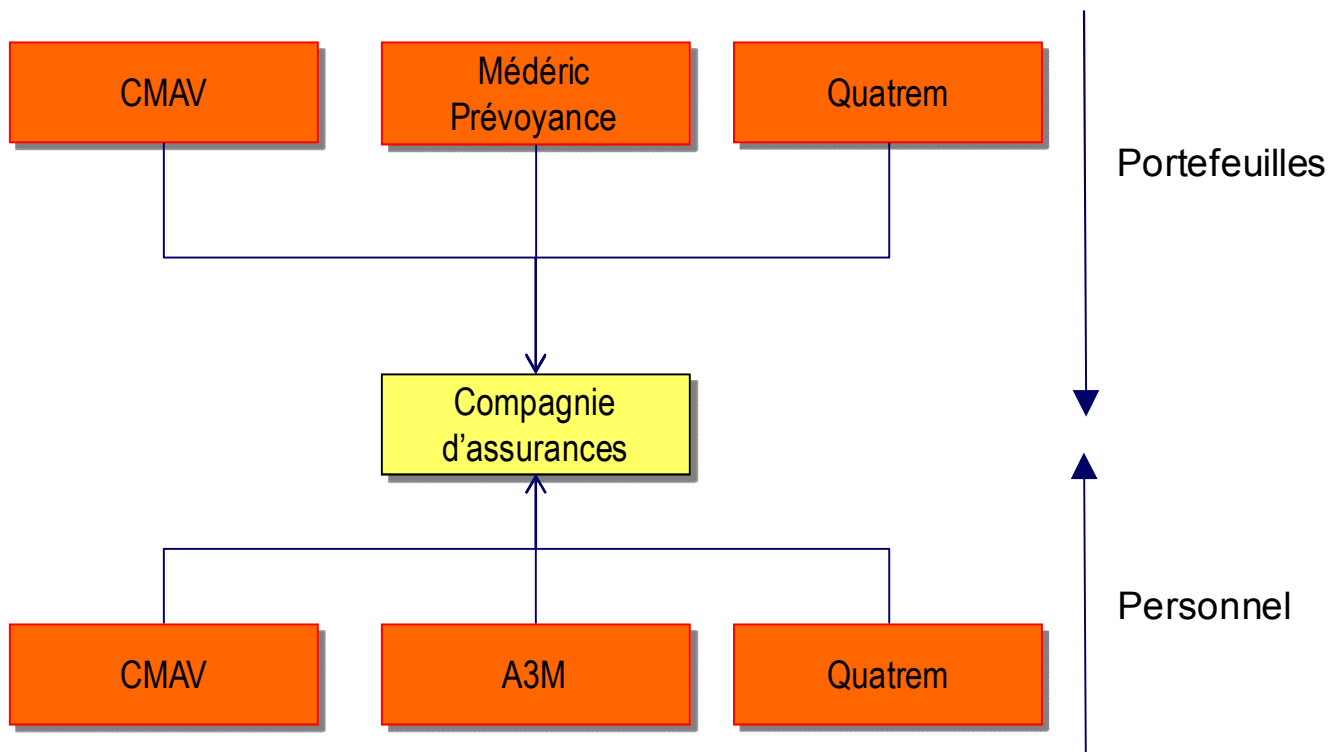 CMAV
Médéric
Prévoyance
Quatrem
Portefeuilles
Compagnie
d’assurances
Personnel
CMAV
A3M
Quatrem